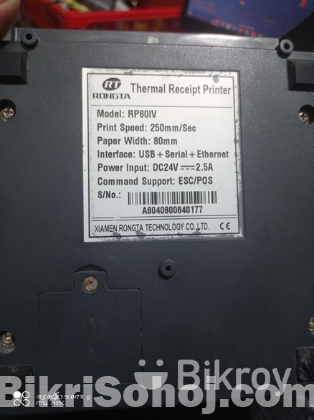 RT
RONGTA
Thermal Receipt Printer
Model: RP80IV
Print Speed: 250mm/Sec
Paper Width: 80mm
Interface: USB+Serial+Ethernet
Power Input: DC24V⎓2.5A
Command Support: ESC/POS
S/No.:
A8040800840177
XIAMEN RONGTA TECHNOLOGY CO.,LTD. CE
Bikroy
BikriSohoj.com